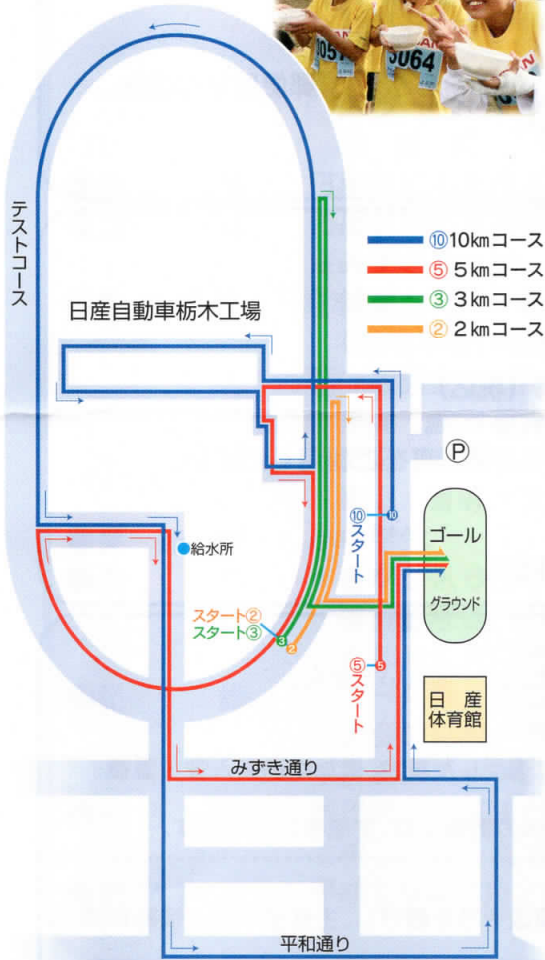 3064
テストコース
⑩10kmコース
⑤ 5kmコース
③ 3kmコース
② 2kmコース
日産自動車栃木工場
Ⓟ
⑩スタート
⑩
ゴール
グラウンド
給水所
スタート②
スタート③
③
②
⑤スタート
⑤
日産
体育館
みずき通り
平和通り